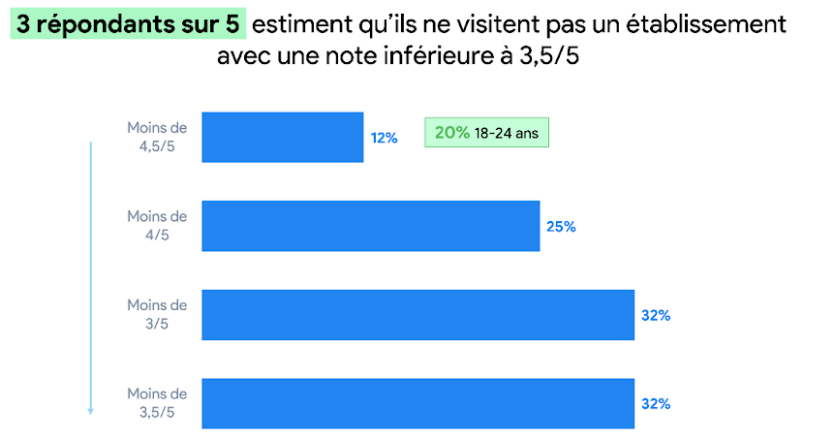 3 répondants sur 5 estiment qu'ils ne visitent pas un établissement
avec une note inférieure à 3,5/5
Moins de
4,5/5
12%
20% 18-24 ans
Moins de
4/5
25%
Moins de
3/5
32%
Moins de
3,5/5
32%